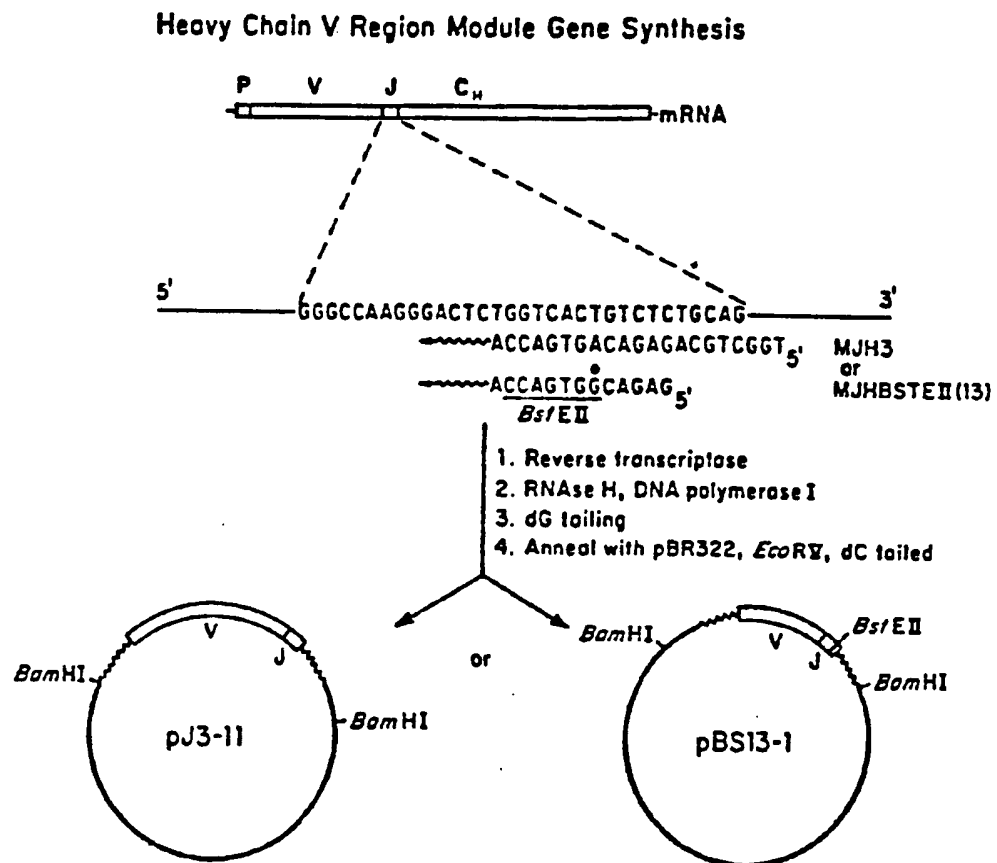 Heavy Chain V Region Module Gene Synthesis
P V J CH
mRNA
5' GGGCCAAGGGACTCTGGTCACTGTCTCTGCAG 3'
ACCAGTGACAGAGACGTCGGT5' MJH3
or
ACCAGTGGCAGAG5' MJHBSTEII(13)
BstEII
1. Reverse transcriptase
2. RNAse H, DNA polymerase I
3. dG tailing
4. Anneal with pBR322, EcoRV, dC tailed
V
J
BamHI
BamHI
pJ3-11
or
BamHI
V
J
BstEII
BamHI
pBS13-1